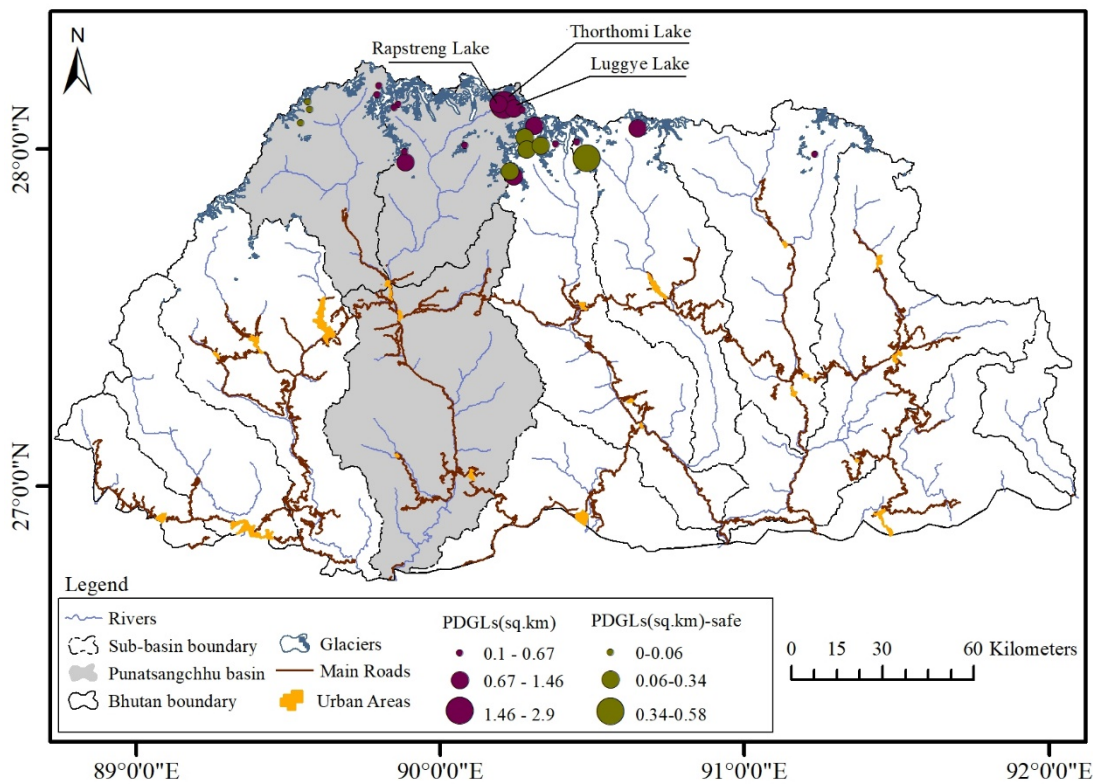 N
Thorthomi Lake
Rapstreng Lake
Luggye Lake
28°0'0"N
27°0'0"N
Legend
Rivers
Sub-basin boundary
Punatsangchhu basin
Bhutan boundary
Glaciers
Main Roads
Urban Areas
PDGLs(sq.km)
0.1 - 0.67
0.67 - 1.46
1.46 - 2.9
PDGLs(sq.km)-safe
0-0.06
0.06-0.34
0.34-0.58
0 15 30 60 Kilometers
89°0'0"E 90°0'0"E 91°0'0"E 92°0'0"E